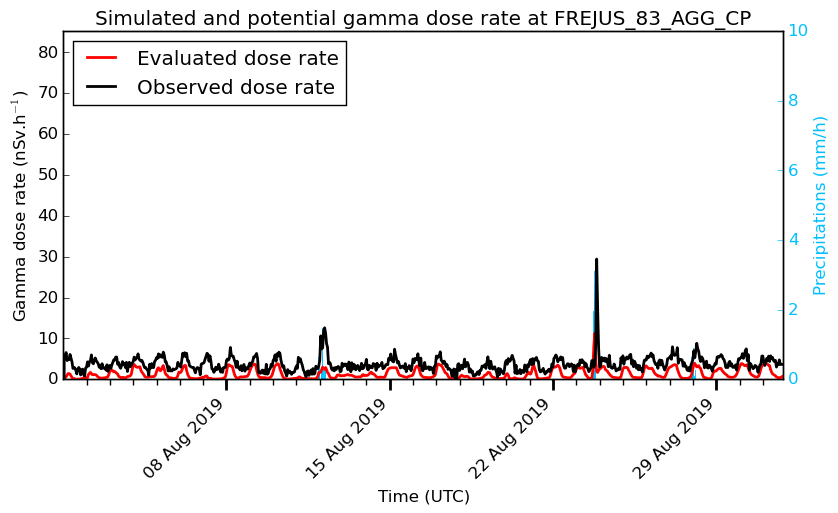 Simulated and potential gamma dose rate at FREJUS_83_AGG_CP
Evaluated dose rate
Observed dose rate
Gamma dose rate (nSv.h⁻¹)
80
70
60
50
40
30
20
10
0
10
8
6
4
2
0
Precipitations (mm/h)
08 Aug 2019
15 Aug 2019
22 Aug 2019
29 Aug 2019
Time (UTC)